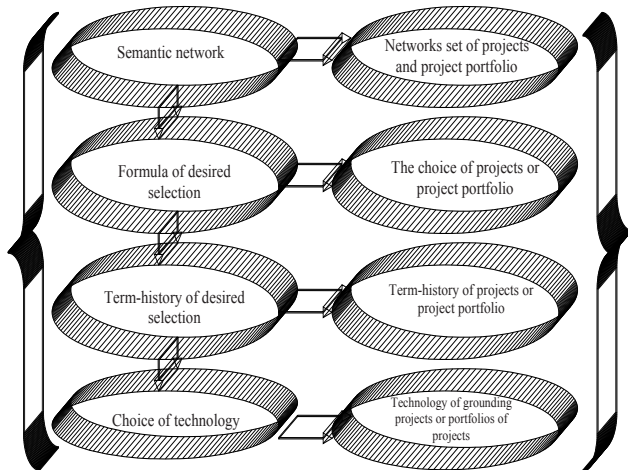 Semantic network
Networks set of projects
and project portfolio
Formula of desired
selection
The choice of projects or
project portfolio
Term-history of desired
selection
Term-history of projects or
project portfolio
Choice of technology
Technology of grounding
projects or portfolios of
projects